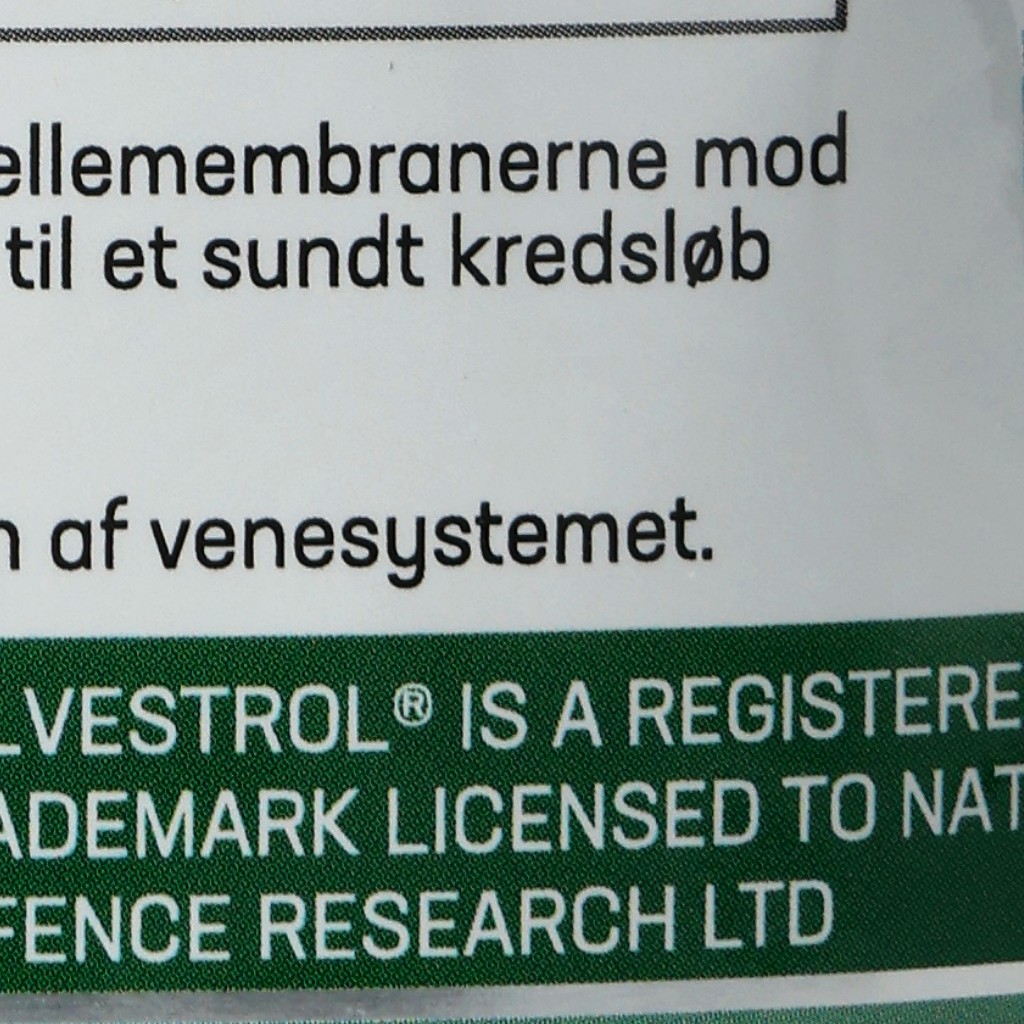 ellemembranerne mod
til et sundt kredsløb
n af venesystemet.
LVESTROL® IS A REGISTERE
ADEMARK LICENSED TO NAT
FENCE RESEARCH LTD